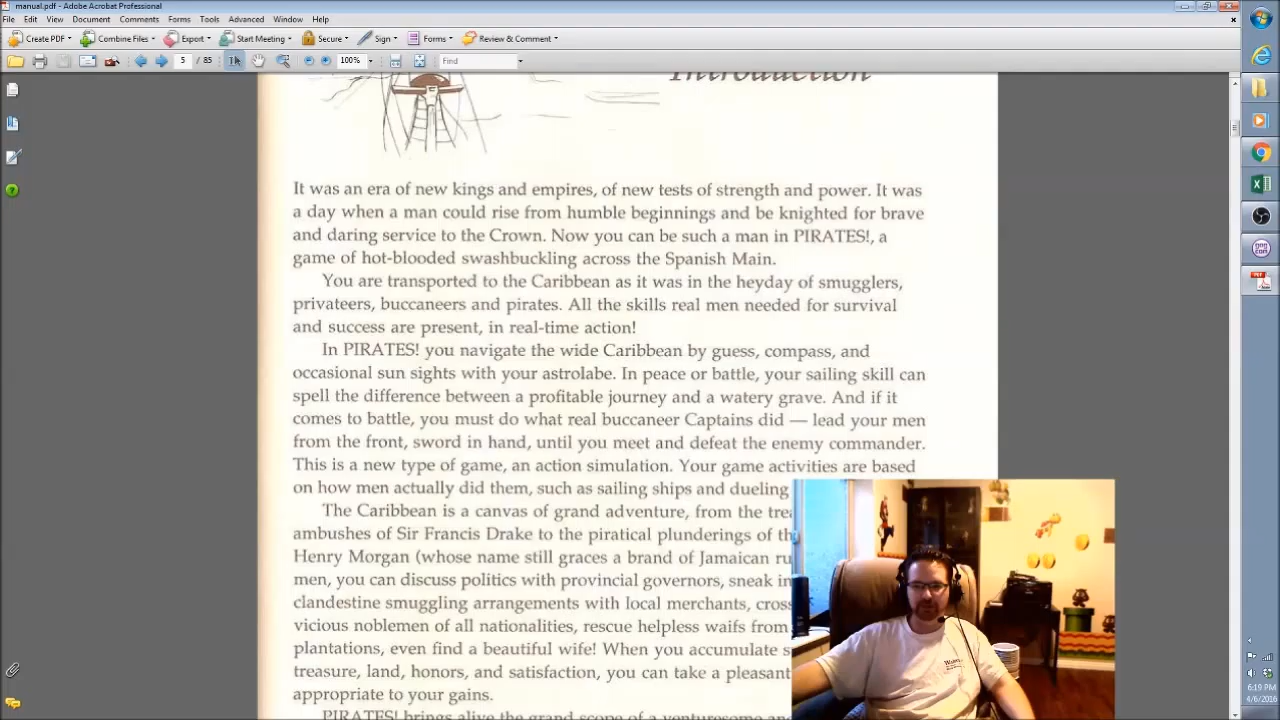 manual.pdf - Adobe Acrobat Professional
File Edit View Document Comments Forms Tools Advanced Window Help
Create PDF Combine Files Export Start Meeting Secure Sign Forms Review & Comment
5 / 85 100% Find
Introduction
It was an era of new kings and empires, of new tests of strength and power. It was
a day when a man could rise from humble beginnings and be knighted for brave
and daring service to the Crown. Now you can be such a man in PIRATES!, a
game of hot-blooded swashbuckling across the Spanish Main.
You are transported to the Caribbean as it was in the heyday of smugglers,
privateers, buccaneers and pirates. All the skills real men needed for survival
and success are present, in real-time action!
In PIRATES! you navigate the wide Caribbean by guess, compass, and
occasional sun sights with your astrolabe. In peace or battle, your sailing skill can
spell the difference between a profitable journey and a watery grave. And if it
comes to battle, you must do what real buccaneer Captains did — lead your men
from the front, sword in hand, until you meet and defeat the enemy commander.
This is a new type of game, an action simulation. Your game activities are based
on how men actually did them, such as sailing ships and dueling
The Caribbean is a canvas of grand adventure, from the trea
ambushes of Sir Francis Drake to the piratical plunderings of th
Henry Morgan (whose name still graces a brand of Jamaican ru
men, you can discuss politics with provincial governors, sneak in
clandestine smuggling arrangements with local merchants, cross
vicious noblemen of all nationalities, rescue helpless waifs from
plantations, even find a beautiful wife! When you accumulate s
treasure, land, honors, and satisfaction, you can take a pleasant
appropriate to your gains.
PIRATES! brings alive the grand scope of a venturesome and
6:19 PM
4/6/2016